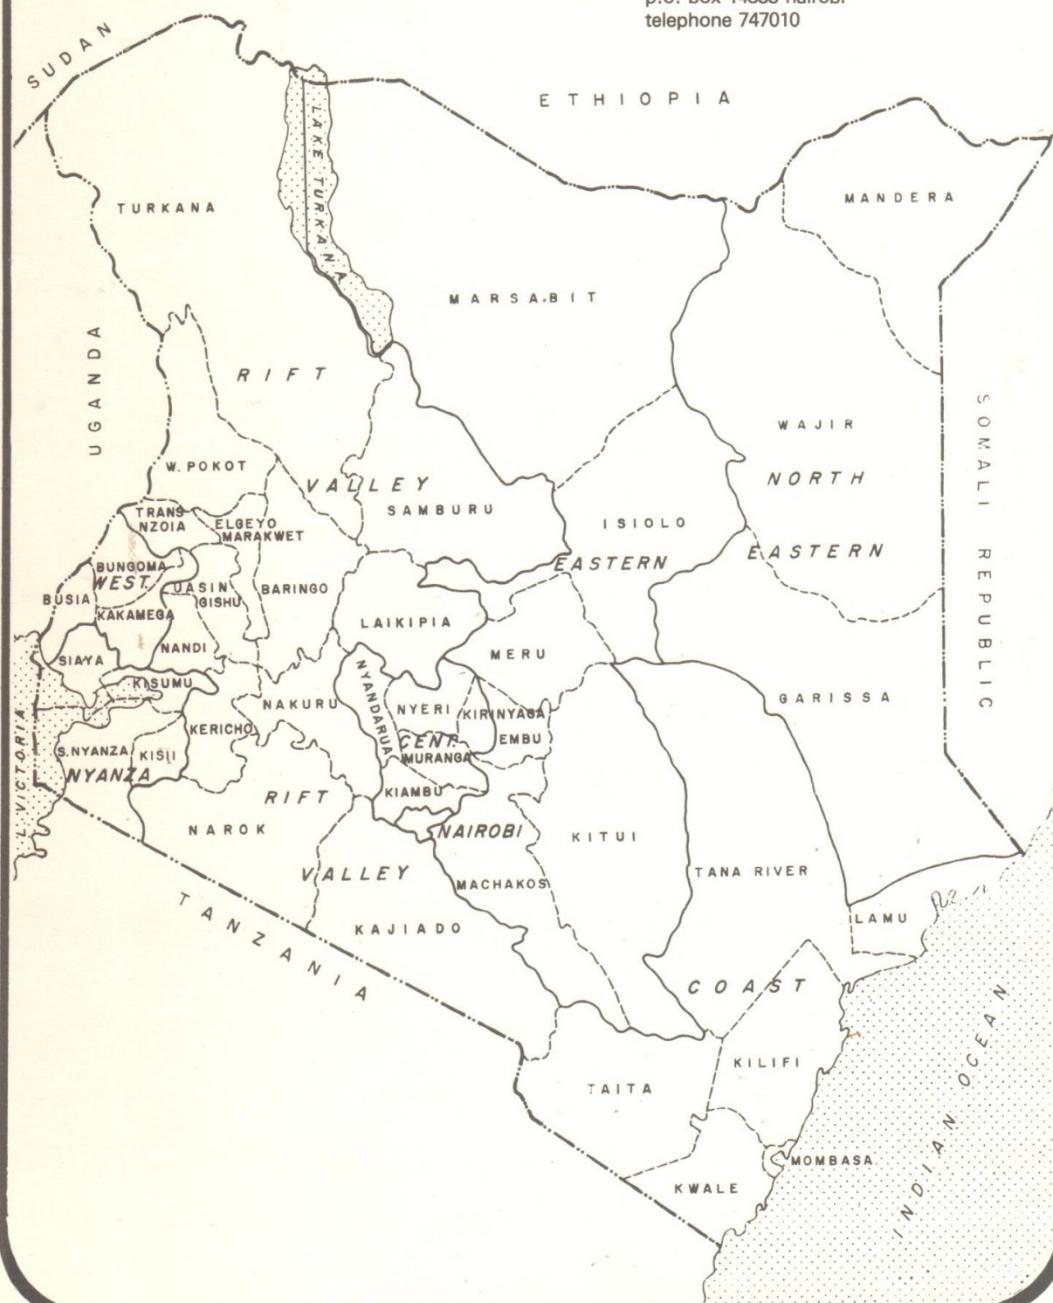 telephone 747010
SUDAN
ETHIOPIA
LAKE TURKANA
TURKANA
MANDERA
MARSABIT
UGANDA
RIFT
SOMALI REPUBLIC
WAJIR
W. POKOT
NORTH
VALLEY
SAMBURU
TRANS
NZOIA
ELGEYO
MARAKWET
ISIOLO
EASTERN
EASTERN
BUNGOMA
WEST.
UASIN
GISHU
BARINGO
BUSIA
KAKAMEGA
LAIKIPIA
NANDI
MERU
SIAYA
KISUMU
NYANDARUA
GARISSA
NAKURU
NYERI
KIRINYAGA
KERICHO
EMBU
CENT.
S.NYANZA
KISII
MURANGA
NYANZA
L. VICTORIA
KIAMBU
RIFT
NAROK
NAIROBI
KITUI
VALLEY
TANA RIVER
MACHAKOS
LAMU
KAJIADO
TANZANIA
COAST
INDIAN OCEAN
KILIFI
TAITA
MOMBASA
KWALE